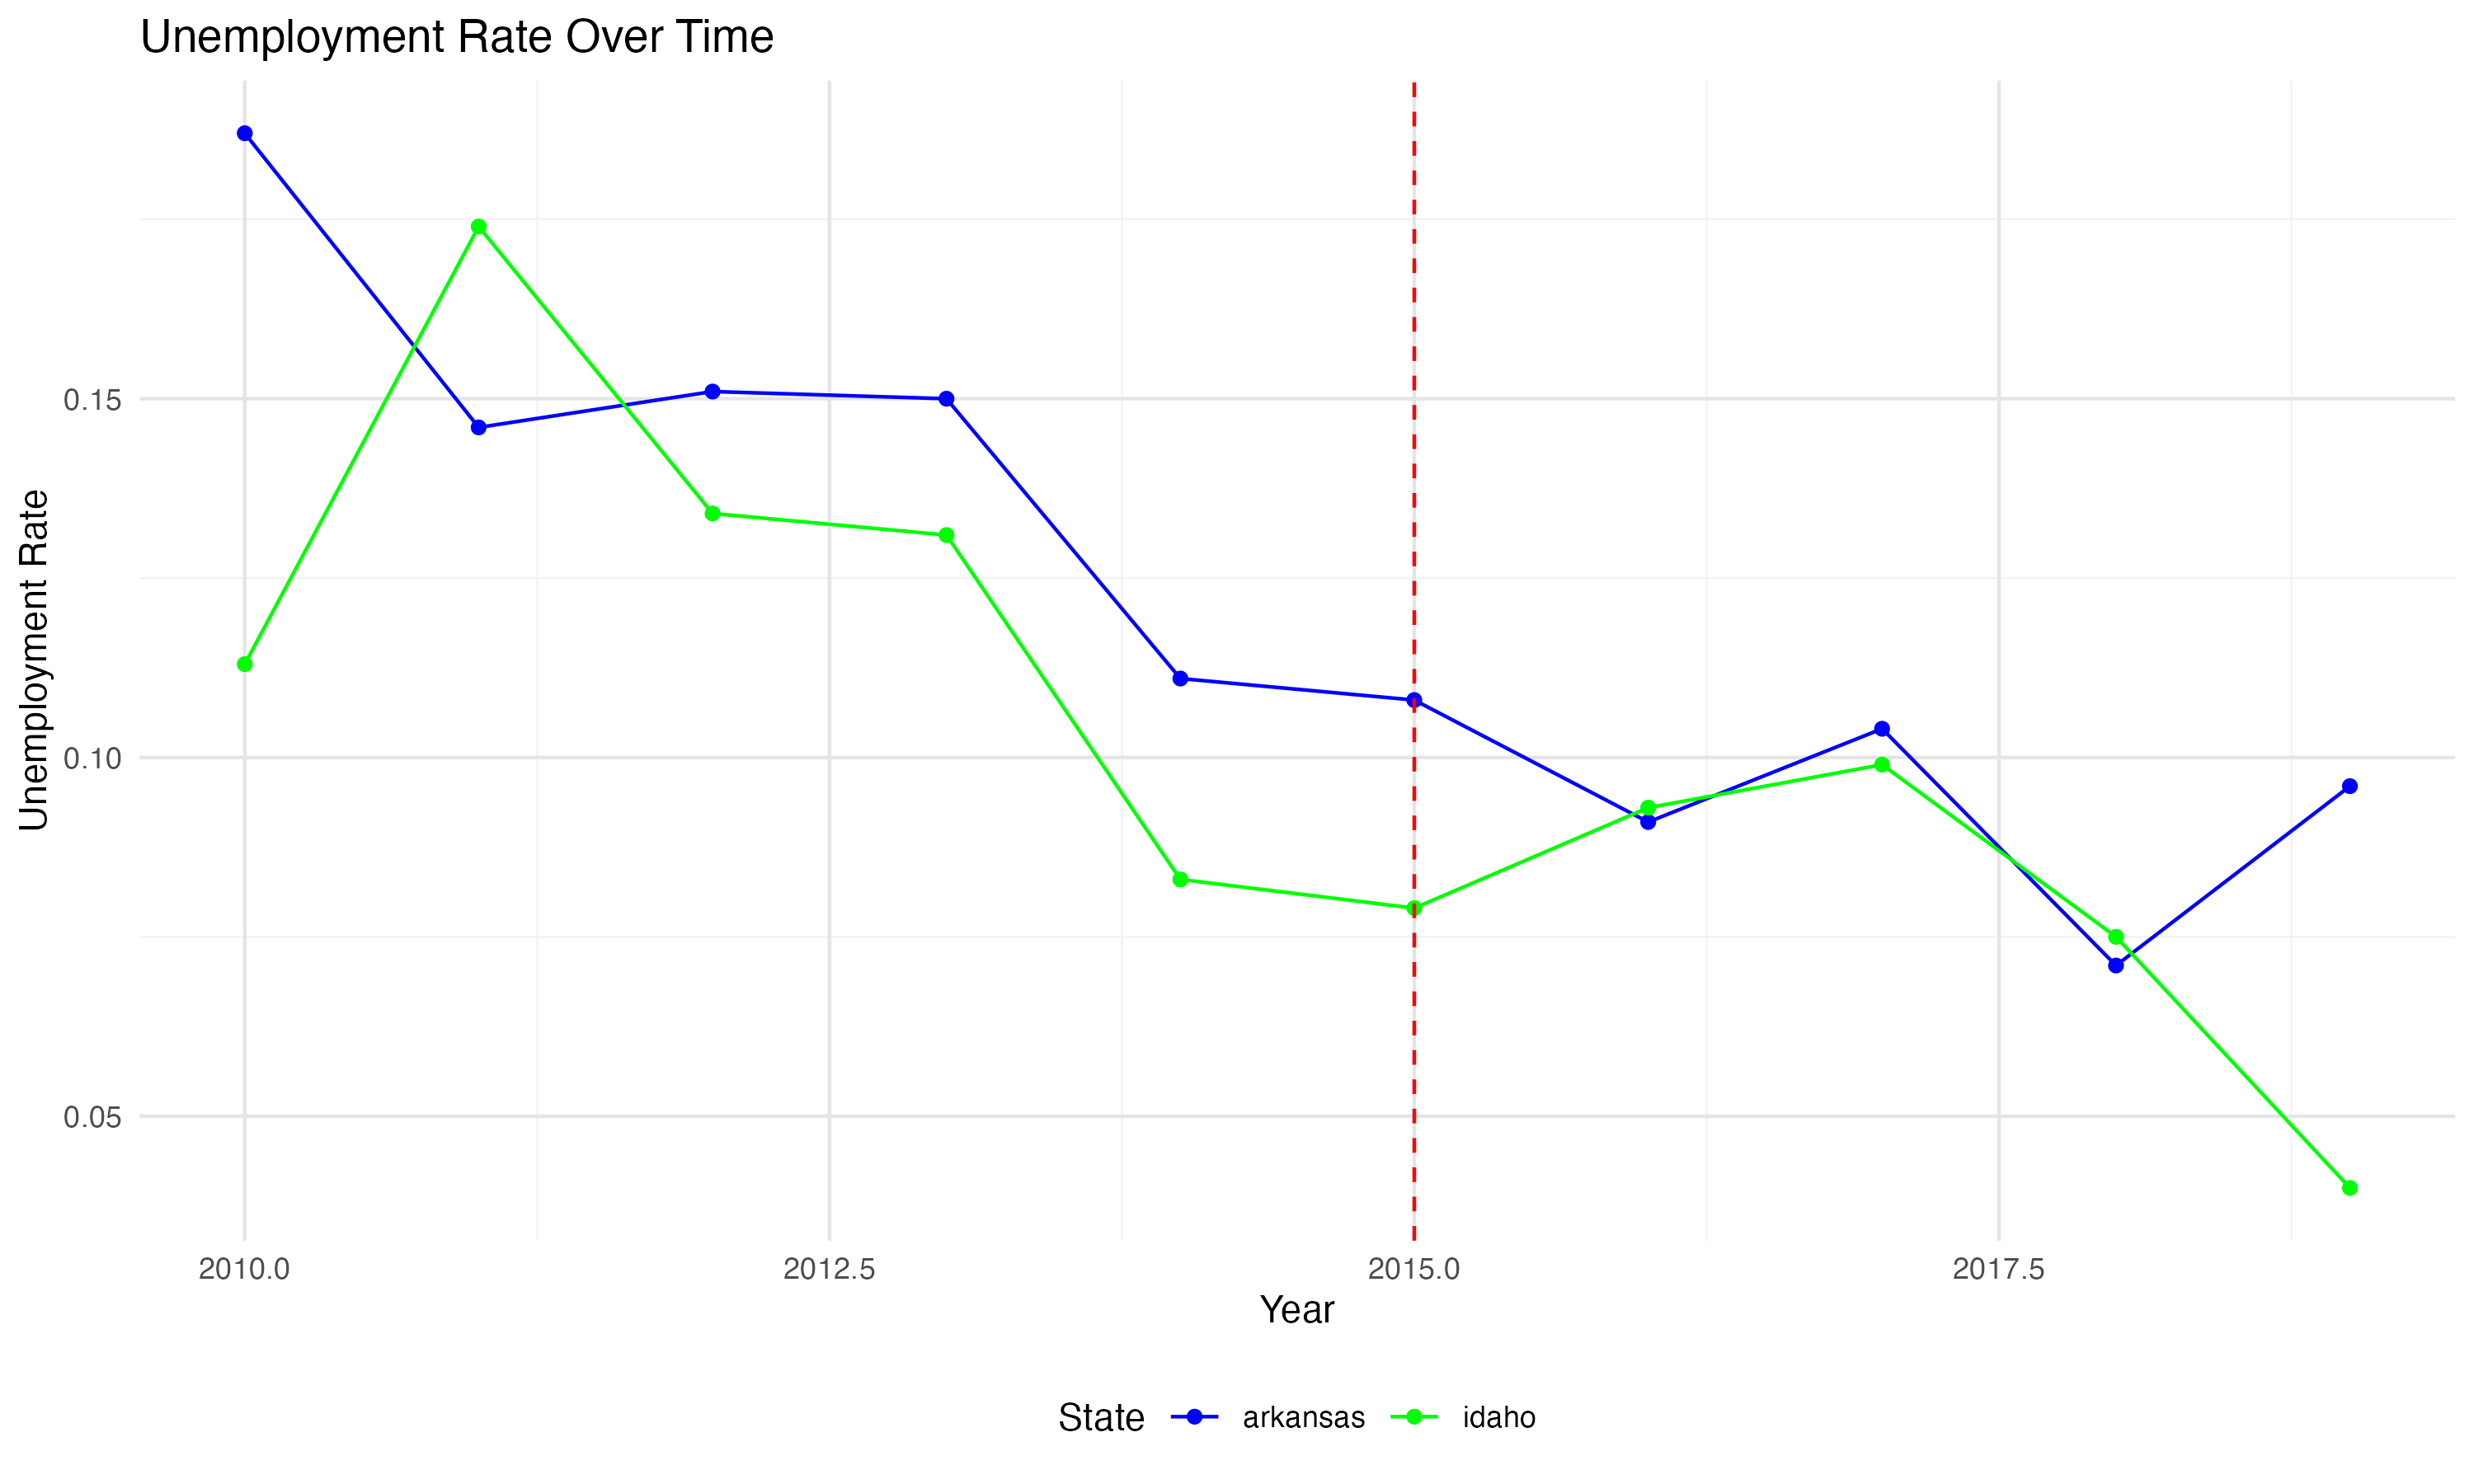 Unemployment Rate Over Time
Unemployment Rate
0.15
0.10
0.05
2010.0 2012.5 2015.0 2017.5
Year
State arkansas idaho